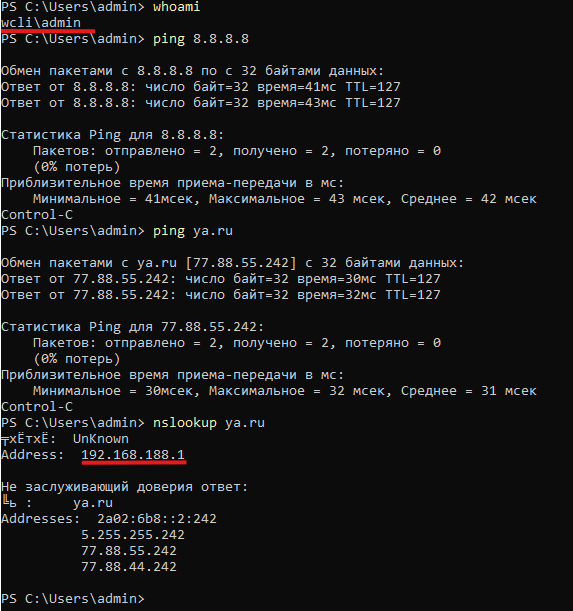 PS C:\Users\admin> whoami
wcli\admin
PS C:\Users\admin> ping 8.8.8.8
Обмен пакетами с 8.8.8.8 по с 32 байтами данных:
Ответ от 8.8.8.8: число байт=32 время=41мс TTL=127
Ответ от 8.8.8.8: число байт=32 время=43мс TTL=127
Статистика Ping для 8.8.8.8:
Пакетов: отправлено = 2, получено = 2, потеряно = 0
(0% потерь)
Приблизительное время приема-передачи в мс:
Минимальное = 41мсек, Максимальное = 43 мсек, Среднее = 42 мсек
Control-C
PS C:\Users\admin> ping ya.ru
Обмен пакетами с ya.ru [77.88.55.242] с 32 байтами данных:
Ответ от 77.88.55.242: число байт=32 время=30мс TTL=127
Ответ от 77.88.55.242: число байт=32 время=32мс TTL=127
Статистика Ping для 77.88.55.242:
Пакетов: отправлено = 2, получено = 2, потеряно = 0
(0% потерь)
Приблизительное время приема-передачи в мс:
Минимальное = 30мсек, Максимальное = 32 мсек, Среднее = 31 мсек
Control-C
PS C:\Users\admin> nslookup ya.ru
╤хЁтхЁ:  UnKnown
Address:  192.168.188.1
Не заслуживающий доверия ответ:
╚ь :     ya.ru
Addresses:  2a02:6b8::2:242
5.255.255.242
77.88.55.242
77.88.44.242
PS C:\Users\admin>